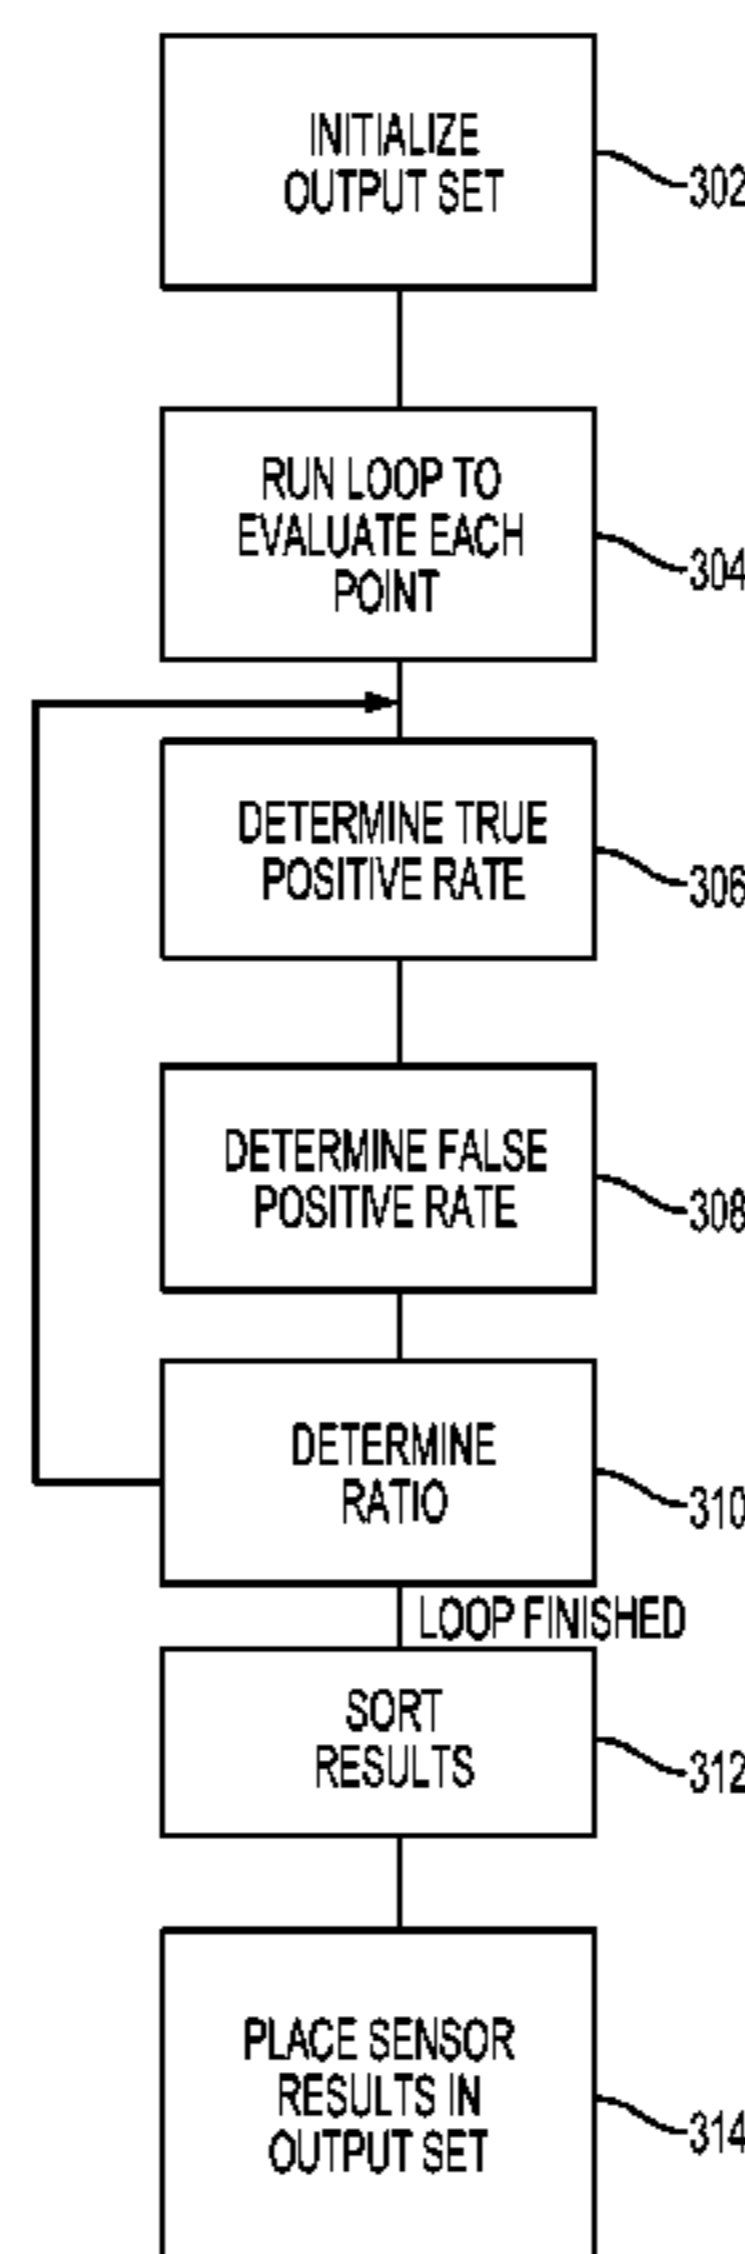 INITIALIZE
OUTPUT SET
302
RUN LOOP TO
EVALUATE EACH
POINT
304
DETERMINE TRUE
POSITIVE RATE
306
DETERMINE FALSE
POSITIVE RATE
308
DETERMINE
RATIO
310
LOOP FINISHED
SORT
RESULTS
312
PLACE SENSOR
RESULTS IN
OUTPUT SET
314